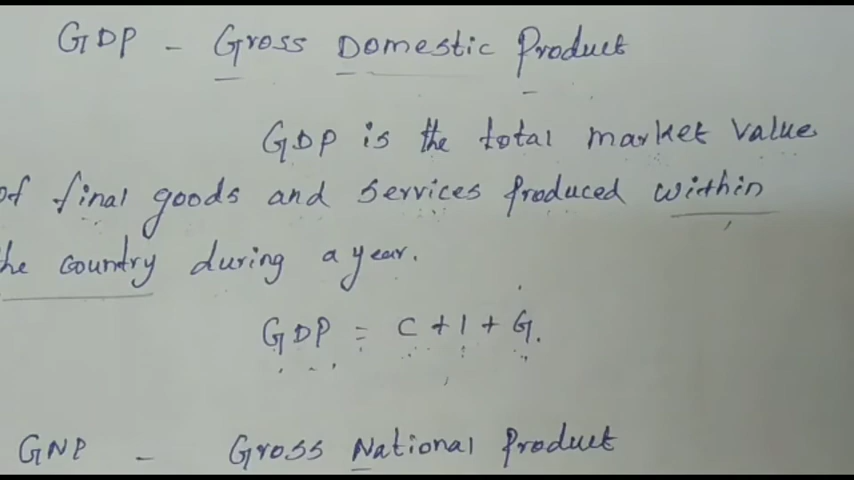 GDP - Gross Domestic Product
GDP is the total market value
of final goods and services produced within
the country during a year.
GDP = C + I + G.
GNP - Gross National Product